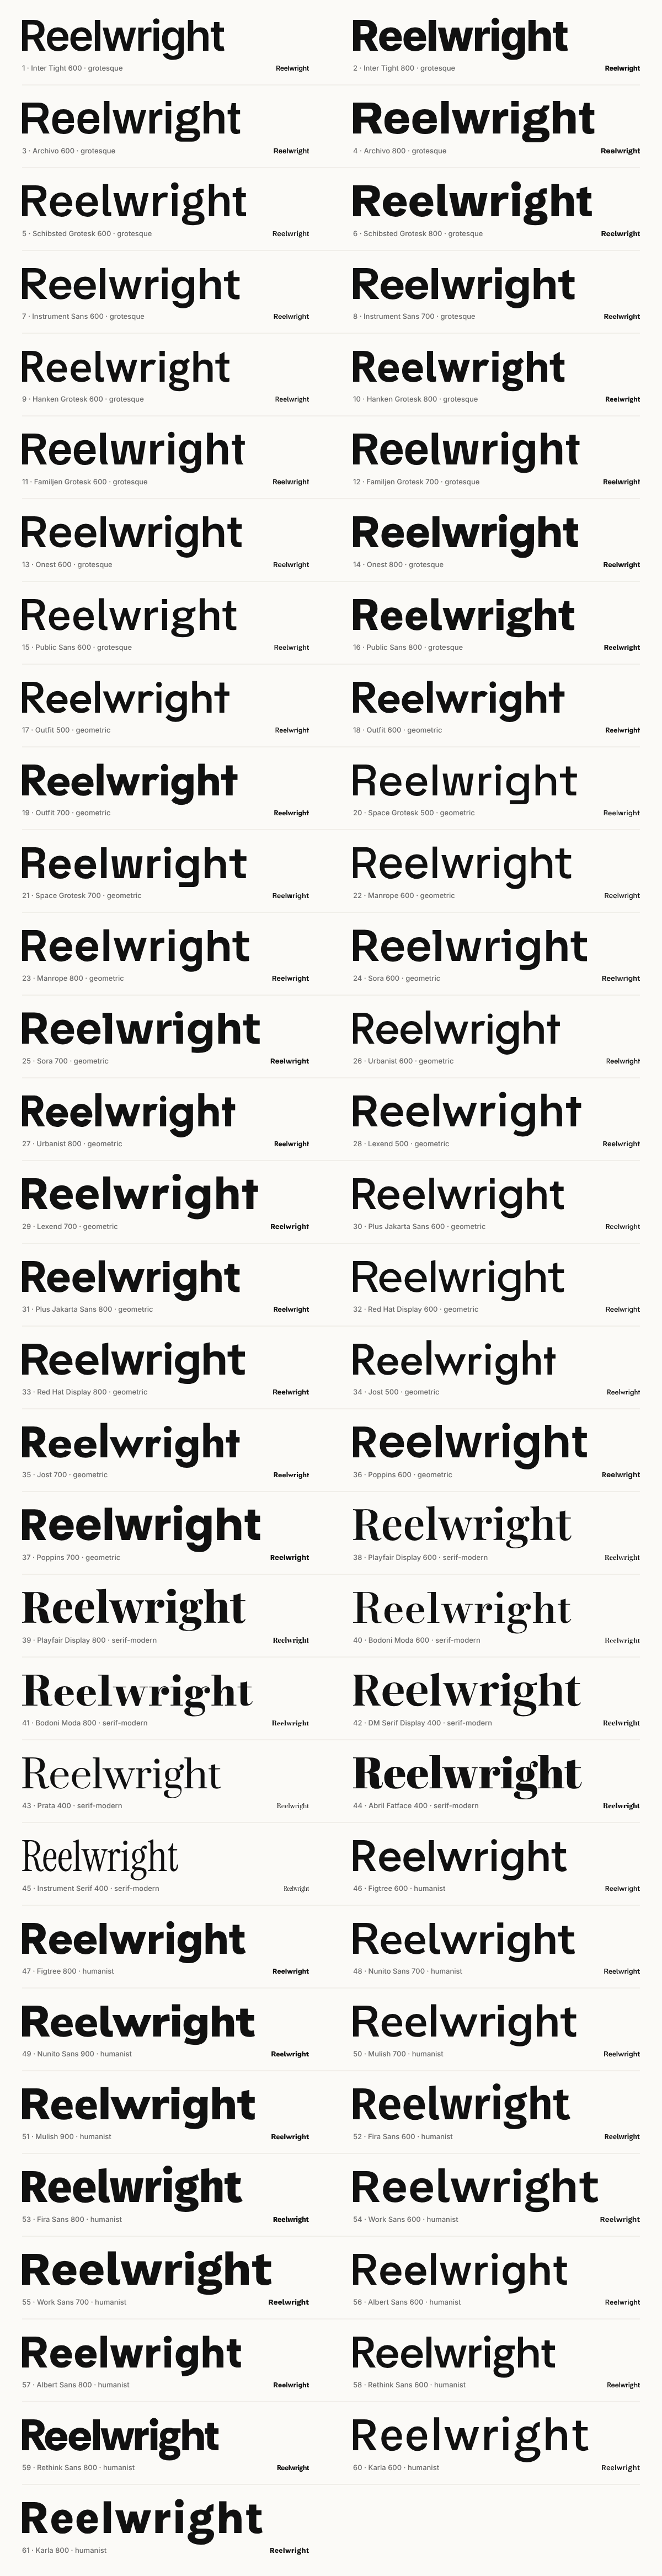 Reelwright Reelwright
1 · Inter Tight 600 · grotesque Reelwright 2 · Inter Tight 800 · grotesque Reelwright
Reelwright Reelwright
3 · Archivo 600 · grotesque Reelwright 4 · Archivo 800 · grotesque Reelwright
Reelwright Reelwright
5 · Schibsted Grotesk 600 · grotesque Reelwright 6 · Schibsted Grotesk 800 · grotesque Reelwright
Reelwright Reelwright
7 · Instrument Sans 600 · grotesque Reelwright 8 · Instrument Sans 700 · grotesque Reelwright
Reelwright Reelwright
9 · Hanken Grotesk 600 · grotesque Reelwright 10 · Hanken Grotesk 800 · grotesque Reelwright
Reelwright Reelwright
11 · Familjen Grotesk 600 · grotesque Reelwright 12 · Familjen Grotesk 700 · grotesque Reelwright
Reelwright Reelwright
13 · Onest 600 · grotesque Reelwright 14 · Onest 800 · grotesque Reelwright
Reelwright Reelwright
15 · Public Sans 600 · grotesque Reelwright 16 · Public Sans 800 · grotesque Reelwright
Reelwright Reelwright
17 · Outfit 500 · geometric Reelwright 18 · Outfit 600 · geometric Reelwright
Reelwright Reelwright
19 · Outfit 700 · geometric Reelwright 20 · Space Grotesk 500 · geometric Reelwright
Reelwright Reelwright
21 · Space Grotesk 700 · geometric Reelwright 22 · Manrope 600 · geometric Reelwright
Reelwright Reelwright
23 · Manrope 800 · geometric Reelwright 24 · Sora 600 · geometric Reelwright
Reelwright Reelwright
25 · Sora 700 · geometric Reelwright 26 · Urbanist 600 · geometric Reelwright
Reelwright Reelwright
27 · Urbanist 800 · geometric Reelwright 28 · Lexend 500 · geometric Reelwright
Reelwright Reelwright
29 · Lexend 700 · geometric Reelwright 30 · Plus Jakarta Sans 600 · geometric Reelwright
Reelwright Reelwright
31 · Plus Jakarta Sans 800 · geometric Reelwright 32 · Red Hat Display 600 · geometric Reelwright
Reelwright Reelwright
33 · Red Hat Display 800 · geometric Reelwright 34 · Jost 500 · geometric Reelwright
Reelwright Reelwright
35 · Jost 700 · geometric Reelwright 36 · Poppins 600 · geometric Reelwright
Reelwright Reelwright
37 · Poppins 700 · geometric Reelwright 38 · Playfair Display 600 · serif-modern Reelwright
Reelwright Reelwright
39 · Playfair Display 800 · serif-modern Reelwright 40 · Bodoni Moda 600 · serif-modern Reelwright
Reelwright Reelwright
41 · Bodoni Moda 800 · serif-modern Reelwright 42 · DM Serif Display 400 · serif-modern Reelwright
Reelwright Reelwright
43 · Prata 400 · serif-modern Reelwright 44 · Abril Fatface 400 · serif-modern Reelwright
Reelwright Reelwright
45 · Instrument Serif 400 · serif-modern Reelwright 46 · Figtree 600 · humanist Reelwright
Reelwright Reelwright
47 · Figtree 800 · humanist Reelwright 48 · Nunito Sans 700 · humanist Reelwright
Reelwright Reelwright
49 · Nunito Sans 900 · humanist Reelwright 50 · Mulish 700 · humanist Reelwright
Reelwright Reelwright
51 · Mulish 900 · humanist Reelwright 52 · Fira Sans 600 · humanist Reelwright
Reelwright Reelwright
53 · Fira Sans 800 · humanist Reelwright 54 · Work Sans 600 · humanist Reelwright
Reelwright Reelwright
55 · Work Sans 700 · humanist Reelwright 56 · Albert Sans 600 · humanist Reelwright
Reelwright Reelwright
57 · Albert Sans 800 · humanist Reelwright 58 · Rethink Sans 600 · humanist Reelwright
Reelwright Reelwright
59 · Rethink Sans 800 · humanist Reelwright 60 · Karla 600 · humanist Reelwright
Reelwright
61 · Karla 800 · humanist Reelwright